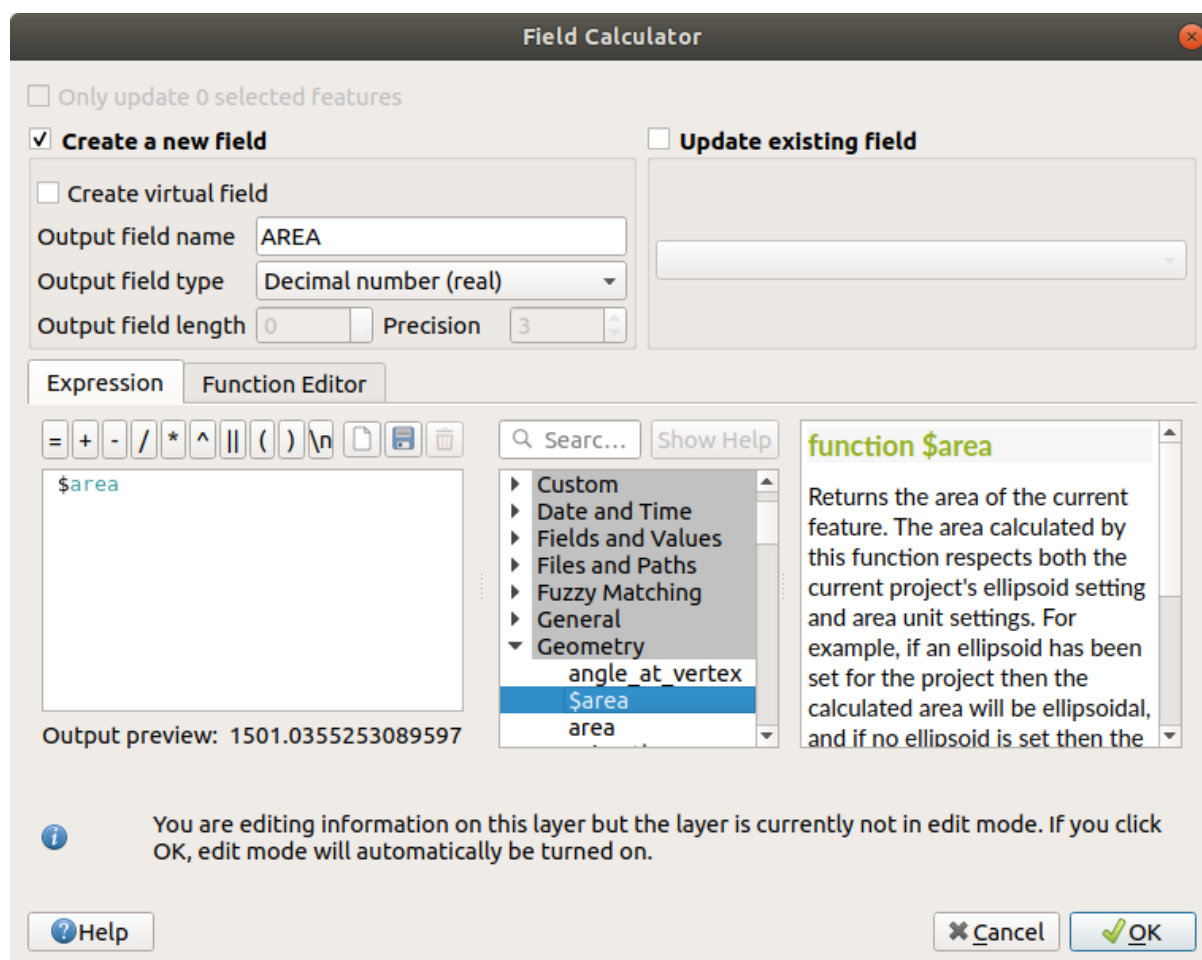 Field Calculator
Only update 0 selected features
Create a new field
Update existing field
Create virtual field
Output field name AREA
Output field type Decimal number (real)
Output field length 0 Precision 3
Expression Function Editor
= + - / * ^ || ( ) \n
Searc... Show Help
$area
Output preview: 1501.0355253089597
Custom
Date and Time
Fields and Values
Files and Paths
Fuzzy Matching
General
Geometry
angle_at_vertex
$area
area
function $area
Returns the area of the current
feature. The area calculated by
this function respects both the
current project's ellipsoid setting
and area unit settings. For
example, if an ellipsoid has been
set for the project then the
calculated area will be ellipsoidal,
and if no ellipsoid is set then the
You are editing information on this layer but the layer is currently not in edit mode. If you click
OK, edit mode will automatically be turned on.
Help
Cancel
OK